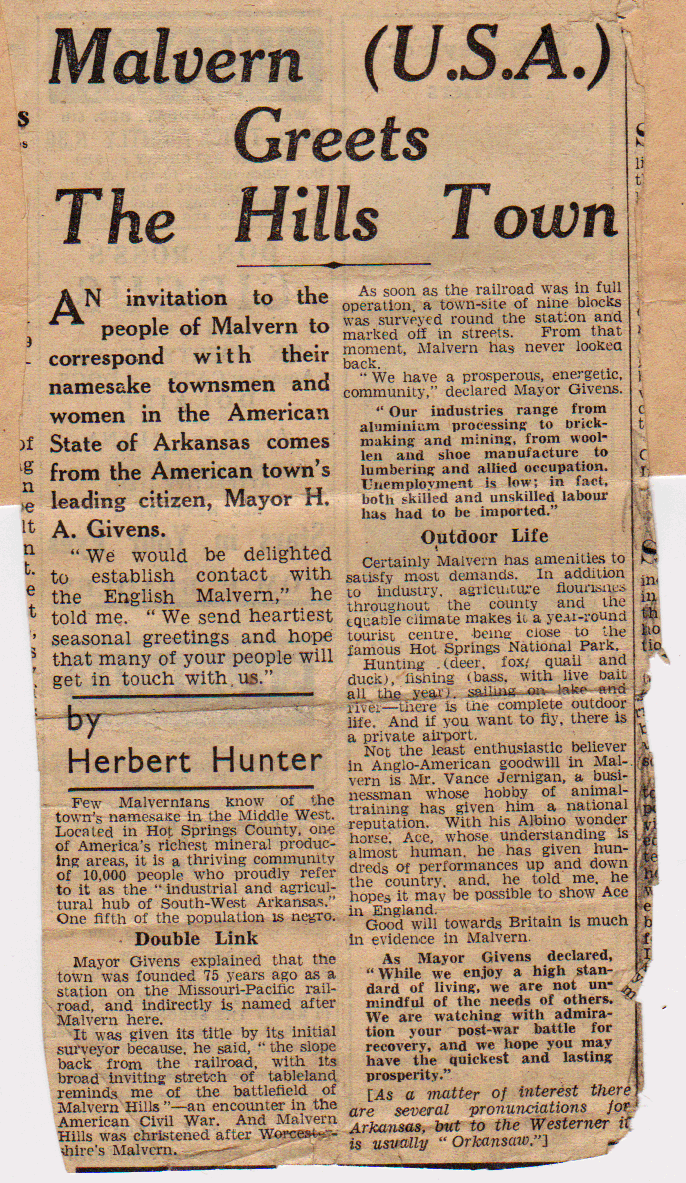 Malvern (U.S.A.)
Greets
The Hills Town
AN invitation to the
people of Malvern to
correspond with their
namesake townsmen and
women in the American
State of Arkansas comes
from the American town's
leading citizen, Mayor H.
A. Givens.
"We would be delighted
to establish contact with
the English Malvern," he
told me. "We send heartiest
seasonal greetings and hope
that many of your people will
get in touch with us."
by
Herbert Hunter
Few Malvernians know of the
town's namesake in the Middle West.
Located in Hot Springs County, one
of America's richest mineral produc-
ing areas, it is a thriving community
of 10,000 people who proudly refer
to it as the "industrial and agricul-
tural hub of South-West Arkansas."
One fifth of the population is negro.
Double Link
Mayor Givens explained that the
town was founded 75 years ago as a
station on the Missouri-Pacific rail-
road, and indirectly is named after
Malvern here.
It was given its title by its initial
surveyor because, he said, "the slope
back from the railroad, with its
broad inviting stretch of tableland
reminds me of the battlefield of
Malvern Hills"—an encounter in the
American Civil War. And Malvern
Hills was christened after Worcester-
shire's Malvern.
As soon as the railroad was in full
operation, a town-site of nine blocks
was surveyed round the station and
marked off in streets. From that
moment, Malvern has never looked
back.
"We have a prosperous, energetic,
community," declared Mayor Givens.
"Our industries range from
aluminium processing to brick-
making and mining, from wool-
len and shoe manufacture to
lumbering and allied occupation.
Unemployment is low; in fact,
both skilled and unskilled labour
has had to be imported."
Outdoor Life
Certainly Malvern has amenities to
satisfy most demands. In addition
to industry, agriculture flourishes
throughout the county and the
equable climate makes it a year-round
tourist centre, being close to the
famous Hot Springs National Park.
Hunting (deer, fox, quail and
duck), fishing (bass, with live bait
all the year), sailing on lake and
river—there is the complete outdoor
life. And if you want to fly, there is
a private airport.
Not the least enthusiastic believer
in Anglo-American goodwill in Mal-
vern is Mr. Vance Jernigan, a busi-
nessman whose hobby of animal-
training has given him a national
reputation. With his Albino wonder
horse, Ace, whose understanding is
almost human, he has given hun-
dreds of performances up and down
the country, and, he told me, he
hopes it may be possible to show Ace
in England.
Good will towards Britain is much
in evidence in Malvern.
As Mayor Givens declared,
"While we enjoy a high stan-
dard of living, we are not un-
mindful of the needs of others.
We are watching with admira-
tion your post-war battle for
recovery, and we hope you may
have the quickest and lasting
prosperity."
[As a matter of interest there
are several pronunciations for
Arkansas, but to the Westerner it
is usually "Orkansaw."]